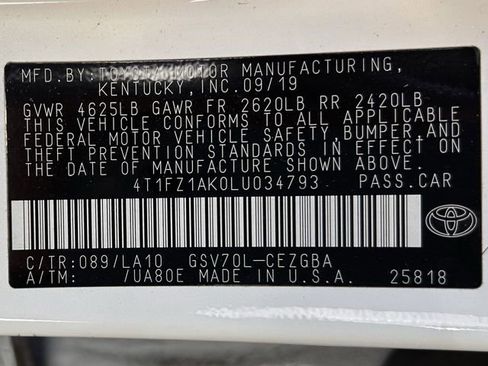 MFD.BY:TOYOTA MOTOR MANUFACTURING,
KENTUCKY,INC.09/19
GVWR 4625LB GAWR FR 2620LB RR 2420LB
THIS VEHICLE CONFORMS TO ALL APPLICABLE
FEDERAL MOTOR VEHICLE SAFETY,BUMPER,AND
THEFT PREVENTION STANDARDS IN EFFECT ON
THE DATE OF MANUFACTURE SHOWN ABOVE.
4T1FZ1AK0LU034793 PASS.CAR
C/TR:089/LA10 GSV70L-CEZGBA
A/TM: /UA80E MADE IN U.S.A. 25818